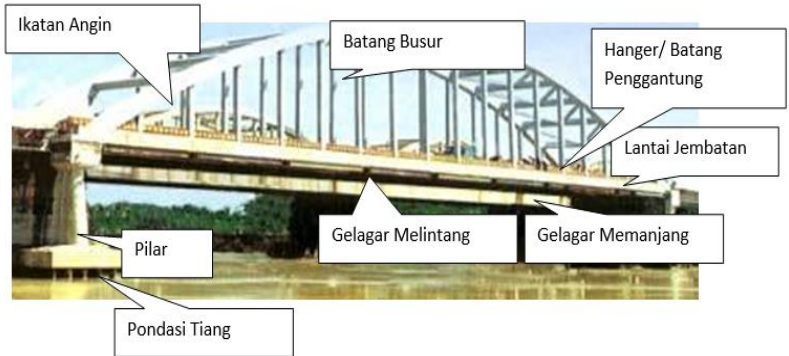 Ikatan Angin
Batang Busur
Hanger/ Batang
Penggantung
Lantai Jembatan
Gelagar Melintang
Gelagar Memanjang
Pilar
Pondasi Tiang